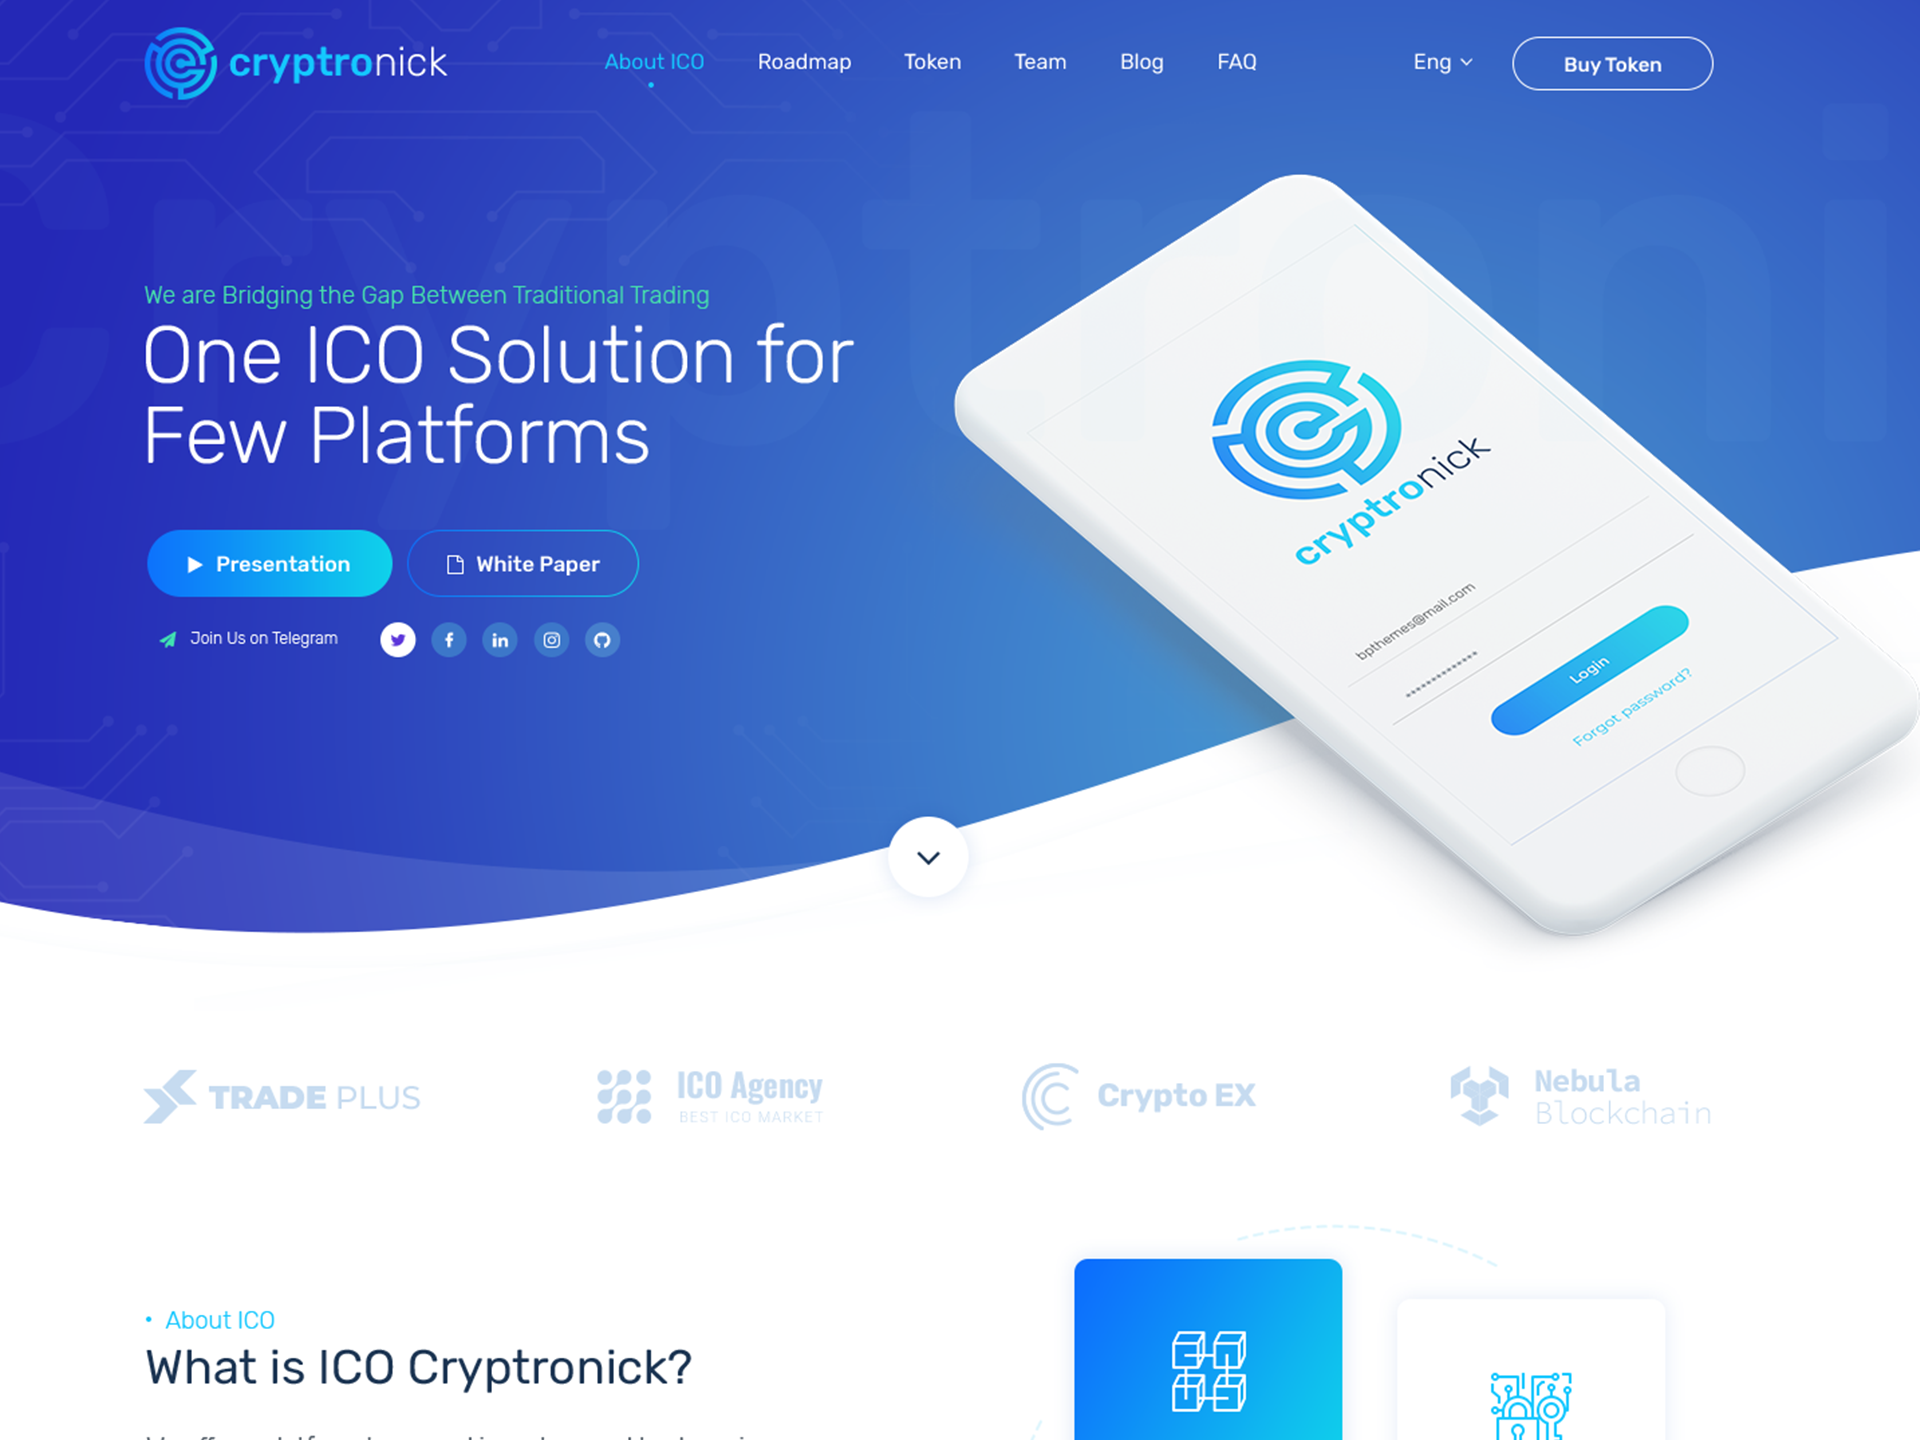 cryptronick
About ICO
Roadmap
Token
Team
Blog
FAQ
Eng
Buy Token
Cryptroni
We are Bridging the Gap Between Traditional Trading
One ICO Solution for
Few Platforms
Presentation
White Paper
Join Us on Telegram
cryptronick
bpthemes@mail.com
Login
Forgot password?
TRADE PLUS
ICO Agency
BEST ICO MARKET
Crypto EX
Nebula
Blockchain
About ICO
What is ICO Cryptronick?